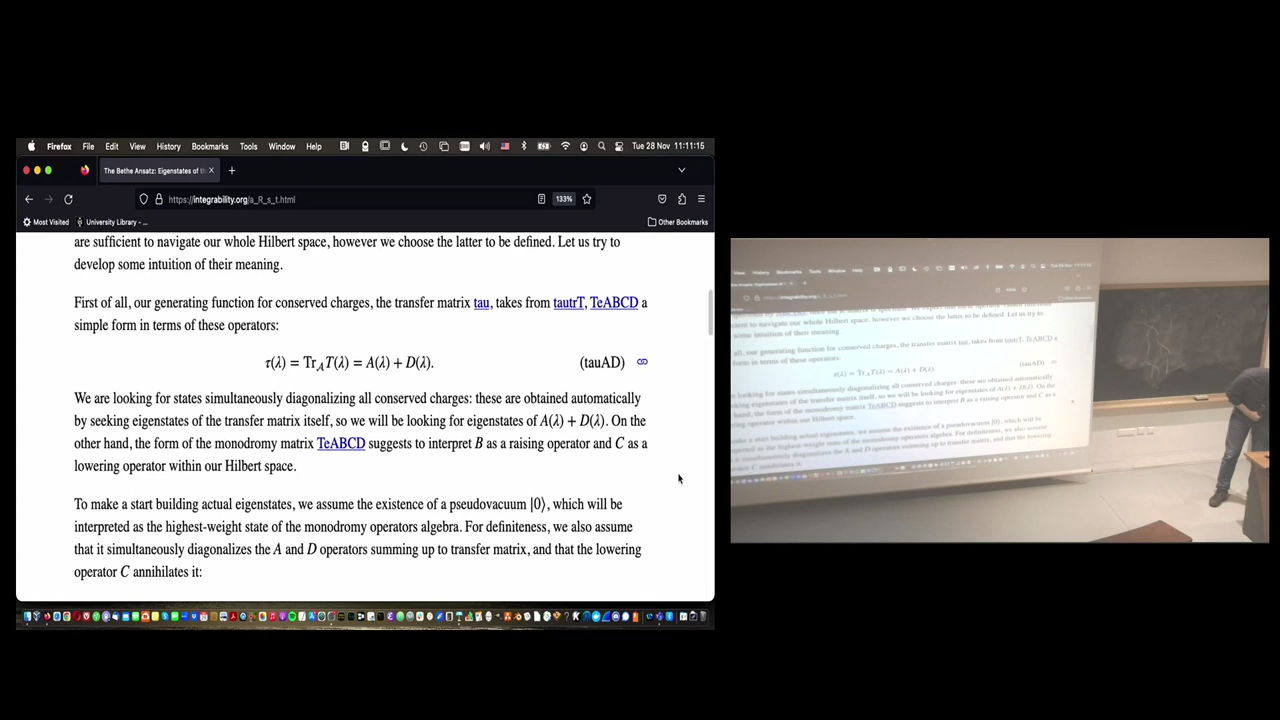 Firefox File Edit View History Bookmarks Tools Window Help Tue 28 Nov 11:11:15
The Bethe Ansatz: Eigenstates of th
https://integrability.org/a_R_s_t.html 133%
Most Visited University Library - ... Other Bookmarks
are sufficient to navigate our whole Hilbert space, however we choose the latter to be defined. Let us try to
develop some intuition of their meaning.
First of all, our generating function for conserved charges, the transfer matrix tau, takes from tautrT, TeABCD a
simple form in terms of these operators:
τ(λ) = Tr_A T(λ) = A(λ) + D(λ). (tauAD)
We are looking for states simultaneously diagonalizing all conserved charges: these are obtained automatically
by seeking eigenstates of the transfer matrix itself, so we will be looking for eigenstates of A(λ) + D(λ). On the
other hand, the form of the monodromy matrix TeABCD suggests to interpret B as a raising operator and C as a
lowering operator within our Hilbert space.
To make a start building actual eigenstates, we assume the existence of a pseudovacuum |0⟩, which will be
interpreted as the highest-weight state of the monodromy operators algebra. For definiteness, we also assume
that it simultaneously diagonalizes the A and D operators summing up to transfer matrix, and that the lowering
operator C annihilates it: